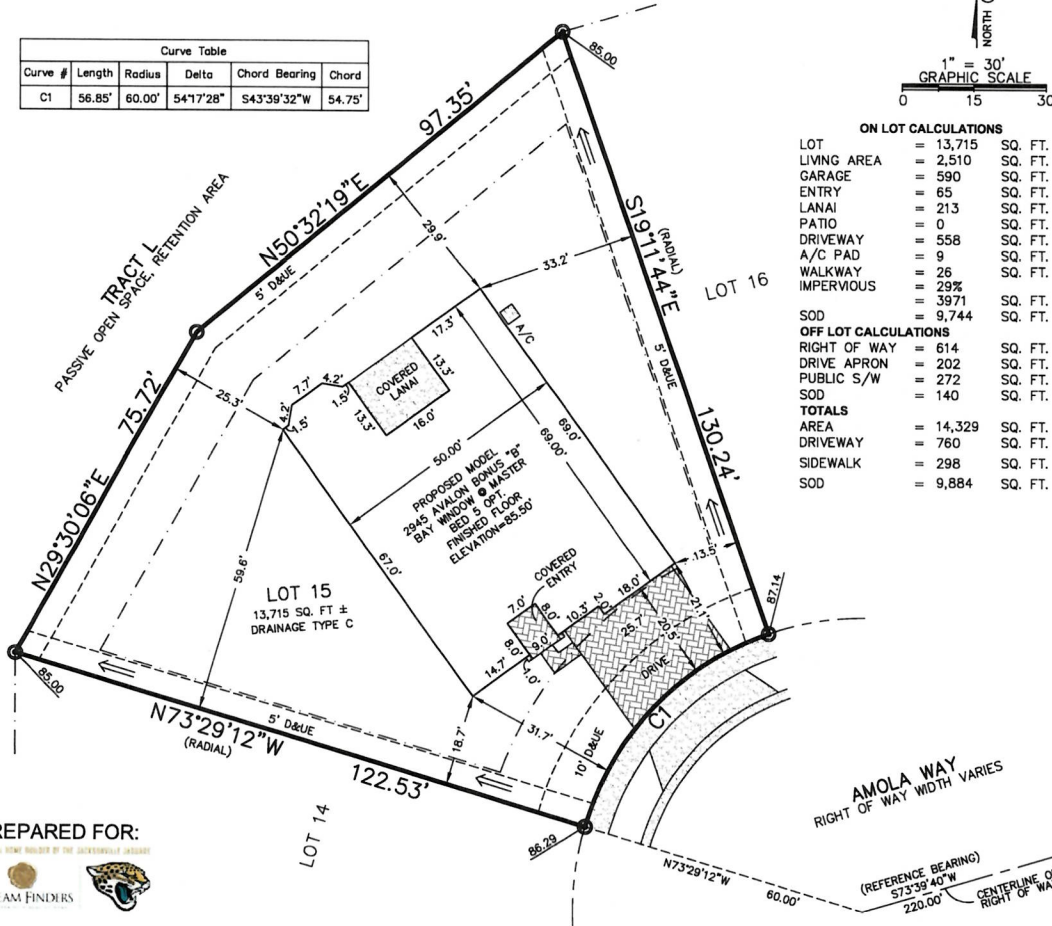 Curve Table
Curve # Length Radius Delta Chord Bearing Chord
C1 56.85' 60.00' 54°17'28" S43°39'32"W 54.75'
NORTH
1" = 30'
GRAPHIC SCALE
0 15 30
ON LOT CALCULATIONS
LOT = 13,715 SQ. FT.
LIVING AREA = 2,510 SQ. FT.
GARAGE = 590 SQ. FT.
ENTRY = 65 SQ. FT.
LANAI = 213 SQ. FT.
PATIO = 0 SQ. FT.
DRIVEWAY = 558 SQ. FT.
A/C PAD = 9 SQ. FT.
WALKWAY = 26 SQ. FT.
IMPERVIOUS = 29%
= 3971 SQ. FT.
SOD = 9,744 SQ. FT.
OFF LOT CALCULATIONS
RIGHT OF WAY = 614 SQ. FT.
DRIVE APRON = 202 SQ. FT.
PUBLIC S/W = 272 SQ. FT.
SOD = 140 SQ. FT.
TOTALS
AREA = 14,329 SQ. FT.
DRIVEWAY = 760 SQ. FT.
SIDEWALK = 298 SQ. FT.
SOD = 9,884 SQ. FT.
85.00
97.35'
N50°32'19"E
5' D&UE
TRACT L
PASSIVE OPEN SPACE, RETENTION AREA
75.72'
N29°30'06"E
29.9'
33.2'
S19°11'44"E
(RADIAL)
LOT 16
5' D&UE
130.24'
A/C
17.3'
COVERED
LANAI
13.3'
16.0'
13.3'
1.5'
4.2'
7.7'
4.2'
1.5'
25.3'
50.00'
69.00'
69.0'
PROPOSED MODEL
2945 AVALON BONUS "B"
BAY WINDOW @ MASTER
BED 5 OPT.
FINISHED FLOOR
ELEVATION=85.50'
67.0'
59.6'
LOT 15
13,715 SQ. FT ±
DRAINAGE TYPE C
COVERED
ENTRY
7.0'
8.0'
8.0'
9.0'
10.3'
2.0'
18.0'
13.5'
21.1'
20.5'
25.7'
DRIVE
14.7'
1.0'
31.7'
18.7'
10' D&UE
C1
87.14
85.00
N73°29'12"W
(RADIAL)
5' D&UE
122.53'
LOT 14
86.29
AMOLA WAY
RIGHT OF WAY WIDTH VARIES
N73°29'12"W
60.00'
(REFERENCE BEARING)
S73°39'40"W
220.00'
CENTERLINE OF
RIGHT OF WA
REPARED FOR:
HOME BUILDER OF THE JACKSONVILLE JAGUARS
EAM FINDERS